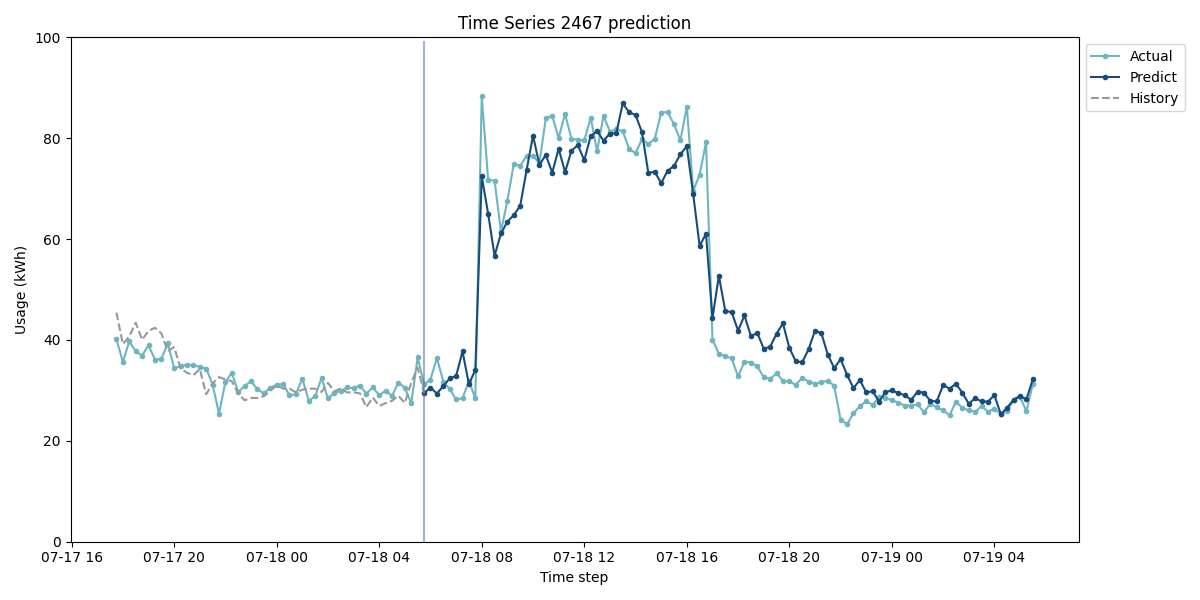 Time Series 2467 prediction
100
80
60
40
20
0
Usage (kWh)
07-17 16 07-17 20 07-18 00 07-18 04 07-18 08 07-18 12 07-18 16 07-18 20 07-19 00 07-19 04
Time step
Actual
Predict
History